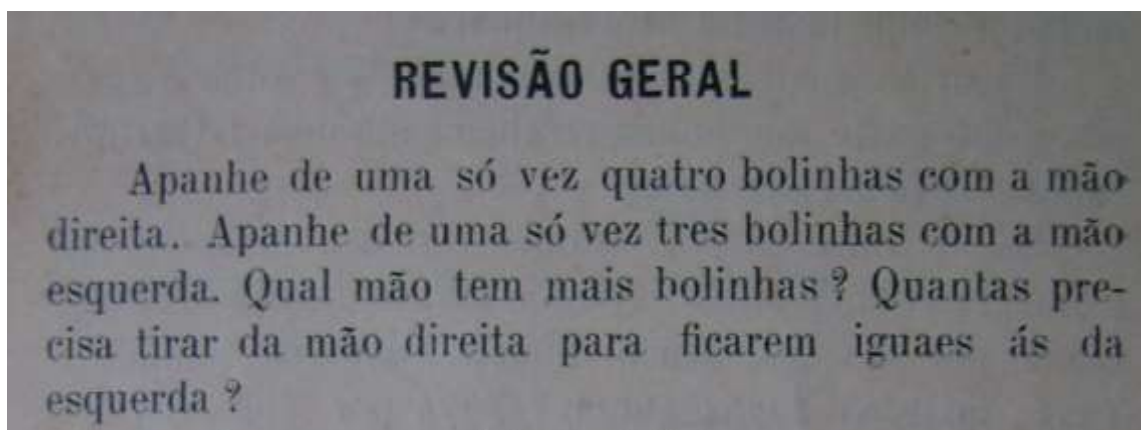 REVISÃO GERAL
Apanhe de uma só vez quatro bolinhas com a mão
direita. Apanhe de uma só vez tres bolinhas com a mão
esquerda. Qual mão tem mais bolinhas? Quantas pre-
cisa tirar da mão direita para ficarem iguaes ás da
esquerda?